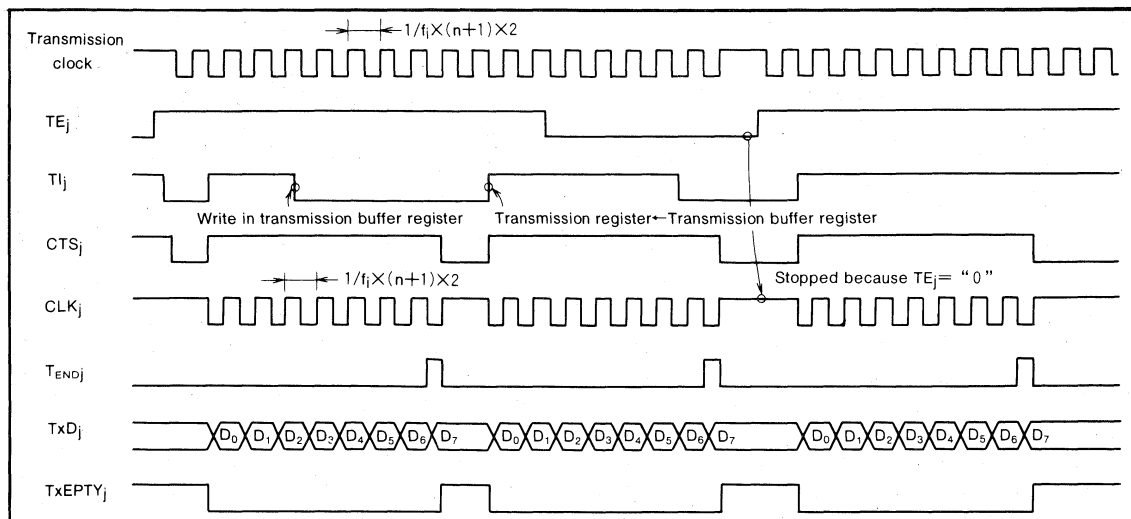 1/fᵢ×(n+1)×2
Transmission
clock
TEⱼ
TIⱼ
Write in transmission buffer register
Transmission register←Transmission buffer register
CTSⱼ
1/fᵢ×(n+1)×2
Stopped because TEⱼ= “0”
CLKⱼ
T_ENDⱼ
TxDⱼ
D₀ D₁ D₂ D₃ D₄ D₅ D₆ D₇ D₀ D₁ D₂ D₃ D₄ D₅ D₆ D₇ D₀ D₁ D₂ D₃ D₄ D₅ D₆ D₇
TxEPTYⱼ